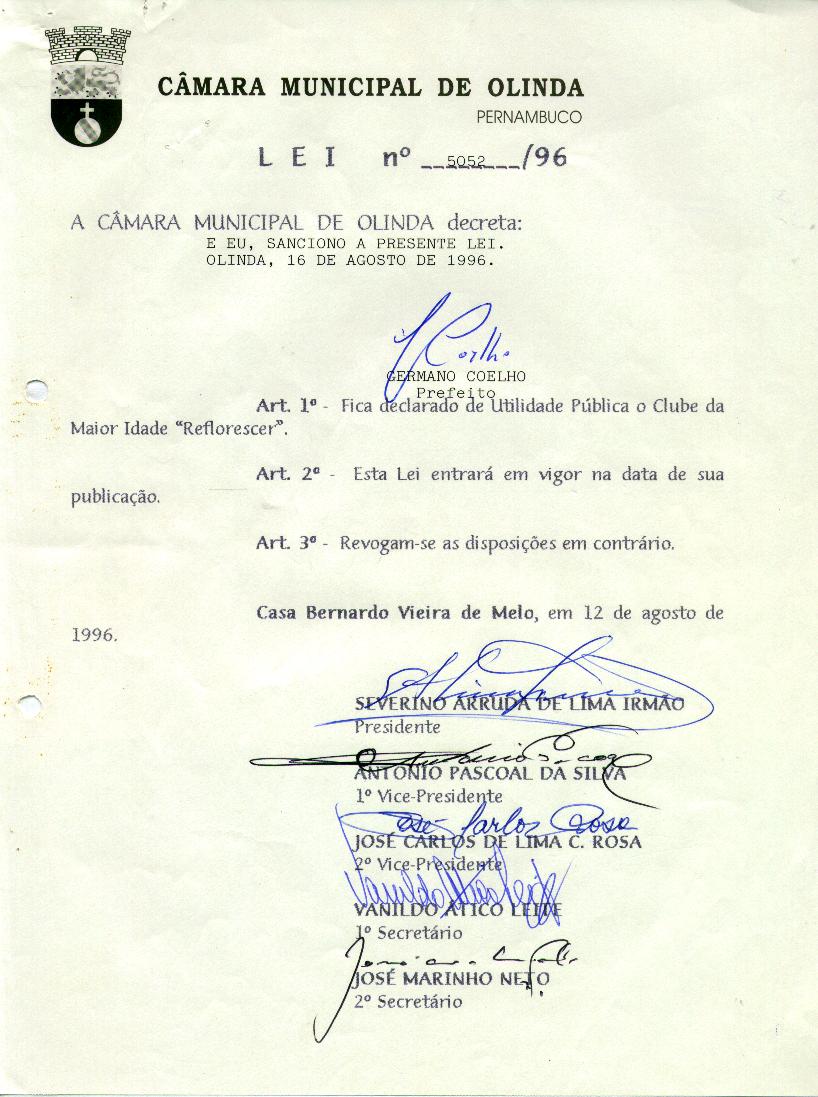 CÂMARA MUNICIPAL DE OLINDA
PERNAMBUCO
LEI nº __5052__/96
A CÂMARA MUNICIPAL DE OLINDA decreta:
E EU, SANCIONO A PRESENTE LEI.
OLINDA, 16 DE AGOSTO DE 1996.
Coelho
GERMANO COELHO
Prefeito
Art. 1º - Fica declarado de Utilidade Pública o Clube da
Maior Idade “Reflorescer”.
Art. 2º - Esta Lei entrará em vigor na data de sua
publicação.
Art. 3º - Revogam-se as disposições em contrário.
Casa Bernardo Vieira de Melo, em 12 de agosto de
1996.
SEVERINO ARRUDA DE LIMA IRMÃO
Presidente
ANTONIO PASCOAL DA SILVA
1º Vice-Presidente
José Carlos Rosa
JOSÉ CARLOS DE LIMA C. ROSA
2º Vice-Presidente
Vanildo
VANILDO ÁTICO LEITE
1º Secretário
JOSÉ MARINHO NETO
2º Secretário